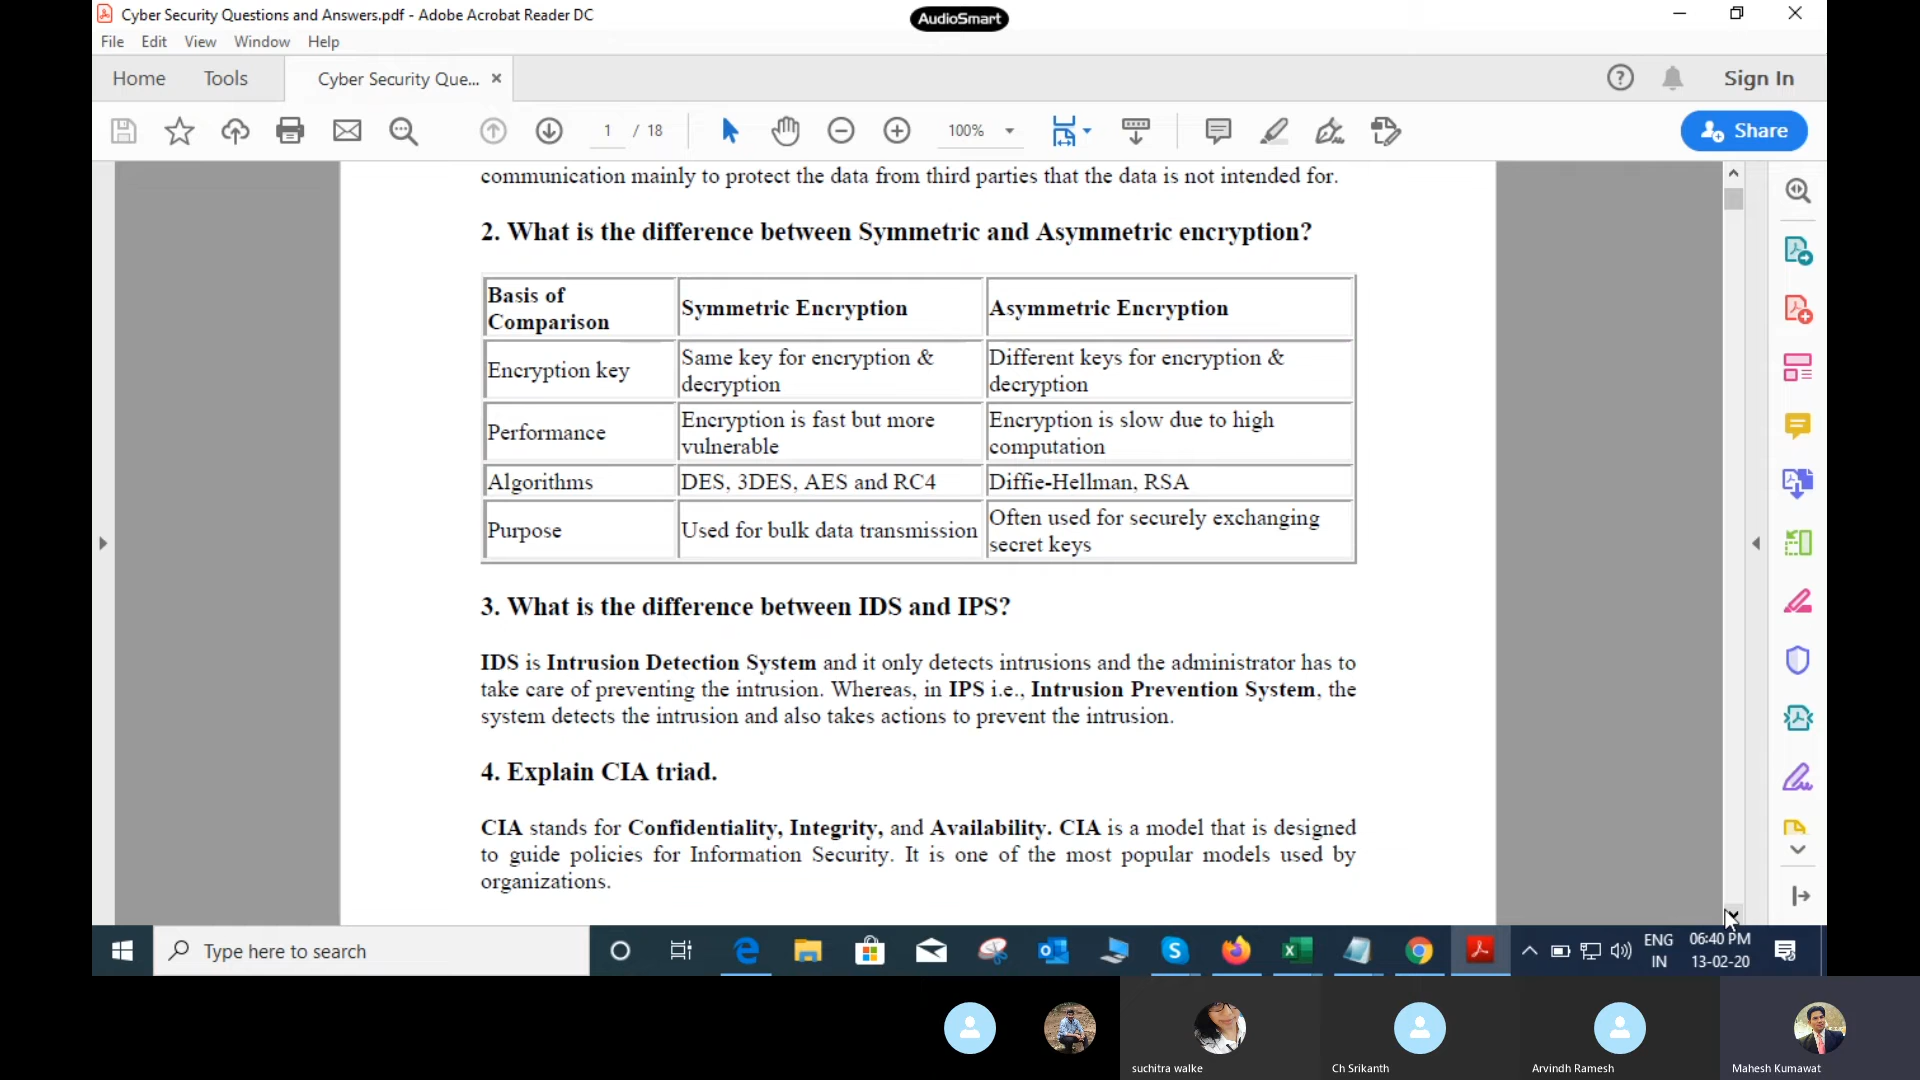 Cyber Security Questions and Answers.pdf - Adobe Acrobat Reader DC
AudioSmart
File Edit View Window Help
Home Tools Cyber Security Que... × Sign In
1 / 18 100% Share
communication mainly to protect the data from third parties that the data is not intended for.
2. What is the difference between Symmetric and Asymmetric encryption?
Basis of
Comparison
Symmetric Encryption
Asymmetric Encryption
Encryption key
Same key for encryption &
decryption
Different keys for encryption &
decryption
Performance
Encryption is fast but more
vulnerable
Encryption is slow due to high
computation
Algorithms
DES, 3DES, AES and RC4
Diffie-Hellman, RSA
Purpose
Used for bulk data transmission
Often used for securely exchanging
secret keys
3. What is the difference between IDS and IPS?
IDS is Intrusion Detection System and it only detects intrusions and the administrator has to
take care of preventing the intrusion. Whereas, in IPS i.e., Intrusion Prevention System, the
system detects the intrusion and also takes actions to prevent the intrusion.
4. Explain CIA triad.
CIA stands for Confidentiality, Integrity, and Availability. CIA is a model that is designed
to guide policies for Information Security. It is one of the most popular models used by
organizations.
Type here to search
ENG
IN
06:40 PM
13-02-20
suchitra walke
Ch Srikanth
Arvindh Ramesh
Mahesh Kumawat